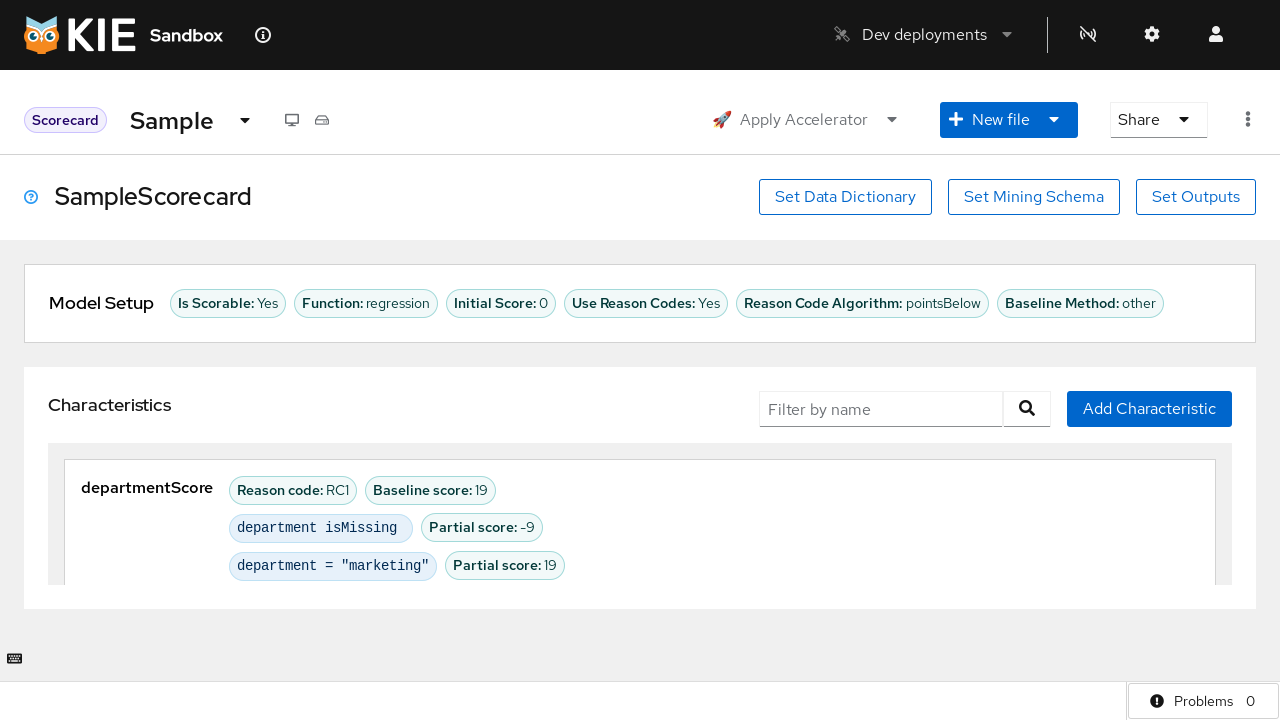 KIE Sandbox
Dev deployments
Scorecard
Sample
Apply Accelerator
New file
Share
SampleScorecard
Set Data Dictionary
Set Mining Schema
Set Outputs
Model Setup
Is Scorable: Yes
Function: regression
Initial Score: 0
Use Reason Codes: Yes
Reason Code Algorithm: pointsBelow
Baseline Method: other
Characteristics
Filter by name
Add Characteristic
departmentScore
Reason code: RC1
Baseline score: 19
department isMissing
Partial score: -9
department = "marketing"
Partial score: 19
Problems 0